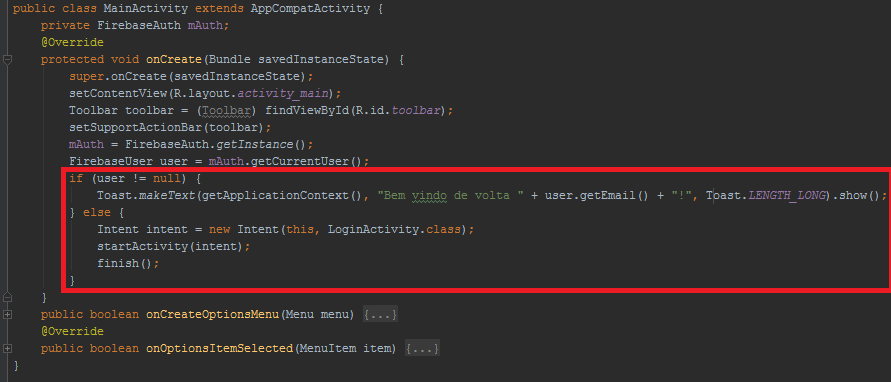 public class MainActivity extends AppCompatActivity {
private FirebaseAuth mAuth;
@Override
protected void onCreate(Bundle savedInstanceState) {
super.onCreate(savedInstanceState);
setContentView(R.layout.activity_main);
Toolbar toolbar = (Toolbar) findViewById(R.id.toolbar);
setSupportActionBar(toolbar);
mAuth = FirebaseAuth.getInstance();
FirebaseUser user = mAuth.getCurrentUser();
if (user != null) {
Toast.makeText(getApplicationContext(), "Bem vindo de volta " + user.getEmail() + "!", Toast.LENGTH_LONG).show();
} else {
Intent intent = new Intent(this, LoginActivity.class);
startActivity(intent);
finish();
}
}
public boolean onCreateOptionsMenu(Menu menu) {...}
@Override
public boolean onOptionsItemSelected(MenuItem item) {...}
}